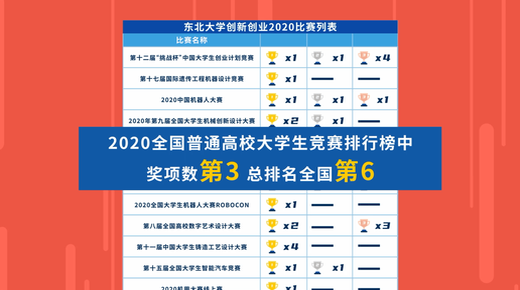 东北大学创新创业2020比赛列表
比赛名称
第十二届“挑战杯”中国大学生创业计划竞赛 x1 x1 x4
第十七届国际遗传工程机器设计竞赛 x1
2020中国机器人大赛 x1 x1 x1
2020年第九届全国大学生机械创新设计大赛 x2 x1
2020全国普通高校大学生竞赛排行榜中
奖项数第3 总排名全国第6
2020全国大学生机器人大赛ROBOCON x1
第八届全国高校数字艺术设计大赛 x2 x3
第十一届中国大学生铸造工艺设计大赛 x4
第十五届全国大学生智能汽车竞赛 x1 x1